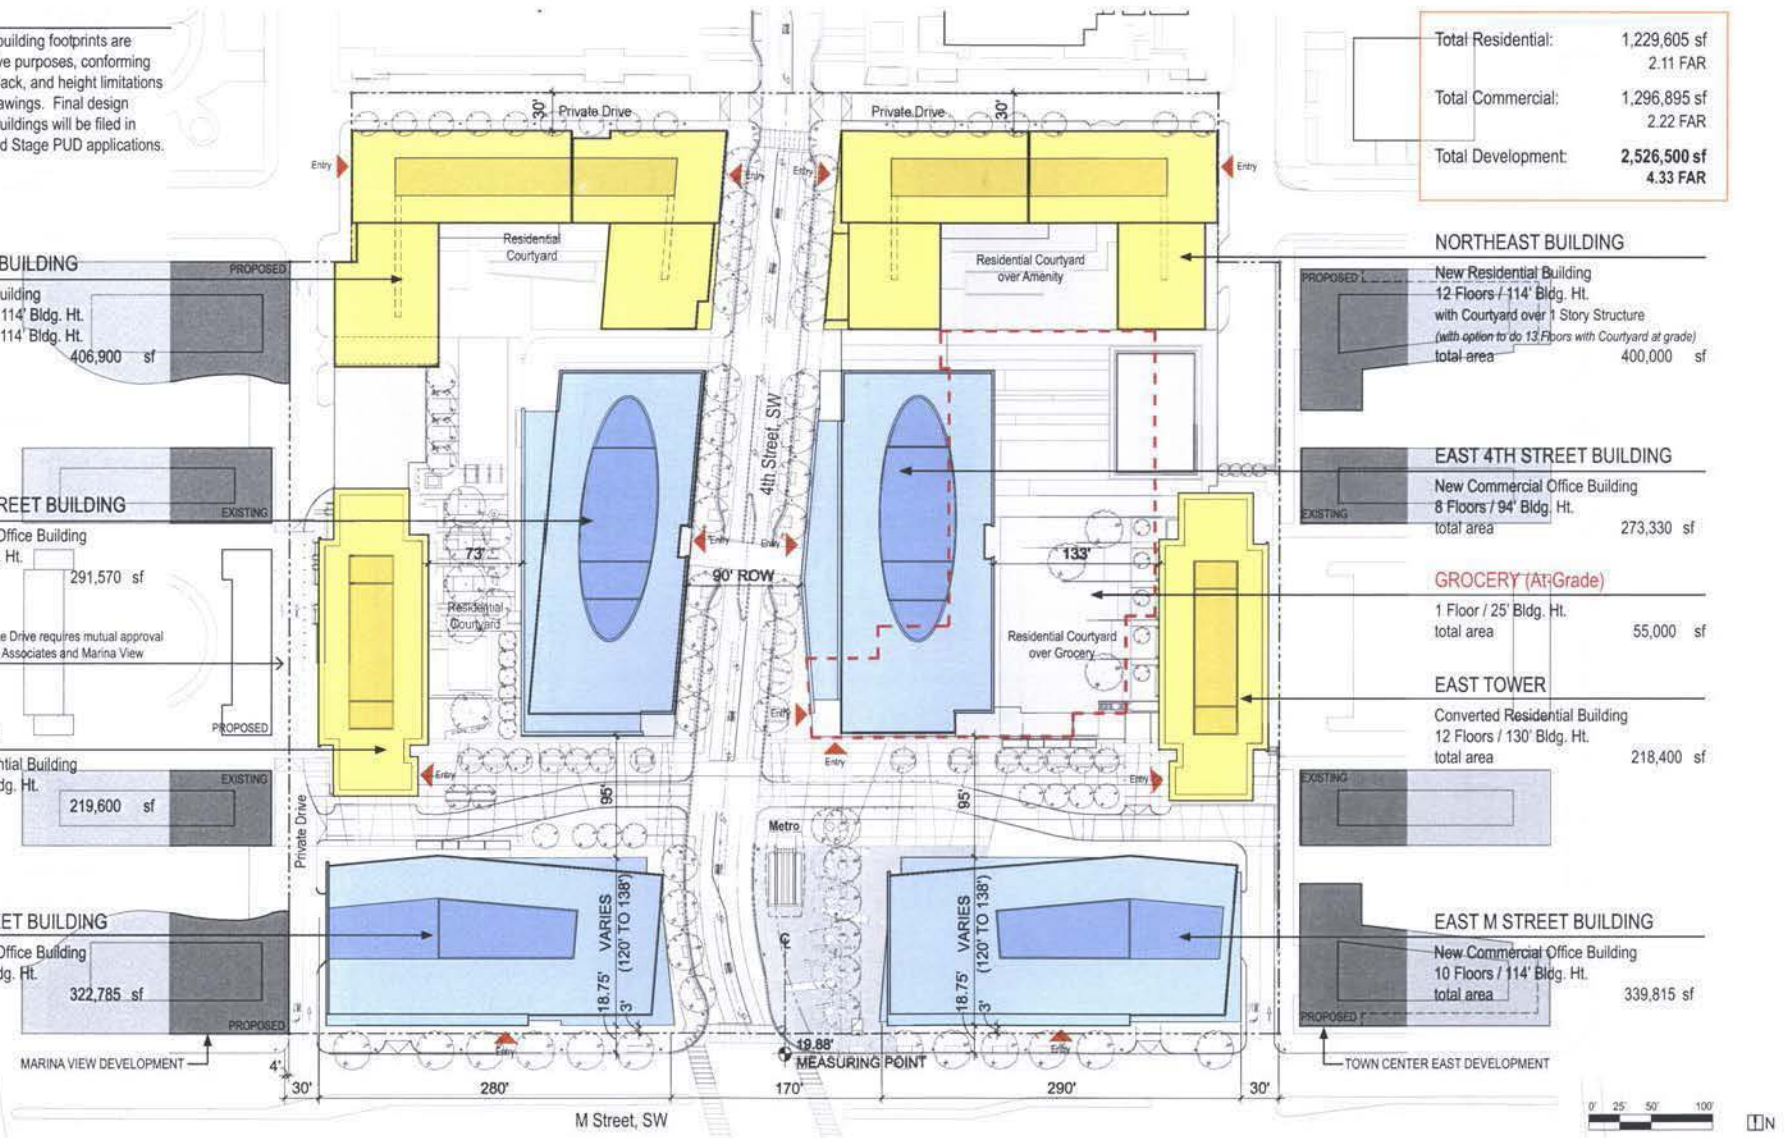 building footprints are
ve purposes, conforming
ack, and height limitations
awings. Final design
uildings will be filed in
d Stage PUD applications.
Total Residential: 1,229,605 sf
2.11 FAR
Total Commercial: 1,296,895 sf
2.22 FAR
Total Development: 2,526,500 sf
4.33 FAR
30'
Private Drive
Private Drive
30'
Entry
Entry
Entry
Entry
Residential
Courtyard
Residential Courtyard
over Amenity
BUILDING
uilding
114' Bldg. Ht.
114' Bldg. Ht.
406,900 sf
PROPOSED
PROPOSED
NORTHEAST BUILDING
New Residential Building
12 Floors / 114' Bldg. Ht.
with Courtyard over 1 Story Structure
(with option to do 13 Floors with Courtyard at grade)
total area 400,000 sf
4th Street, SW
REET BUILDING
Office Building
Ht.
291,570 sf
EXISTING
EXISTING
EAST 4TH STREET BUILDING
New Commercial Office Building
8 Floors / 94' Bldg. Ht.
total area 273,330 sf
73'
Entry
Entry
90' ROW
133'
GROCERY (At-Grade)
1 Floor / 25' Bldg. Ht.
total area 55,000 sf
Residential
Courtyard
Residential Courtyard
over Grocery
e Drive requires mutual approval
Associates and Marina View
PROPOSED
EAST TOWER
Converted Residential Building
12 Floors / 130' Bldg. Ht.
total area 218,400 sf
Entry
Entry
Entry
Entry
ntial Building
dg. Ht.
219,600 sf
EXISTING
EXISTING
Private Drive
95'
95'
Metro
ET BUILDING
Office Building
dg. Ht.
322,785 sf
PROPOSED
PROPOSED
EAST M STREET BUILDING
New Commercial Office Building
10 Floors / 114' Bldg. Ht.
total area 339,815 sf
VARIES
(120' TO 138')
18.75'
3'
VARIES
(120' TO 138')
18.75'
3'
Entry
Entry
19.88'
MEASURING POINT
MARINA VIEW DEVELOPMENT
TOWN CENTER EAST DEVELOPMENT
4'
30' 280' 170' 290' 30'
M Street, SW
0' 25' 50' 100'
N